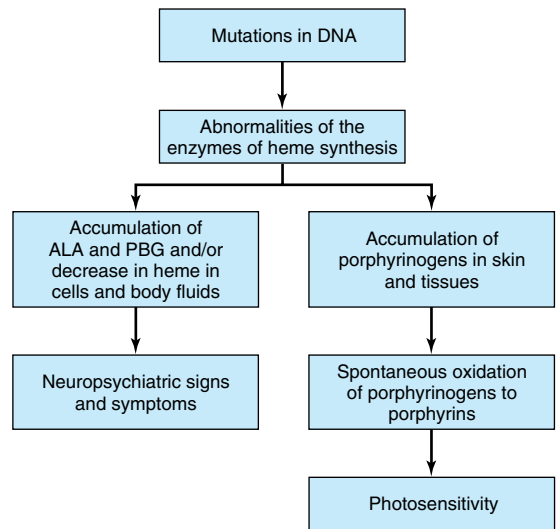 Mutations in DNA
Abnormalities of the
enzymes of heme synthesis
Accumulation of
ALA and PBG and/or
decrease in heme in
cells and body fluids
Accumulation of
porphyrinogens in skin
and tissues
Neuropsychiatric signs
and symptoms
Spontaneous oxidation
of porphyrinogens to
porphyrins
Photosensitivity